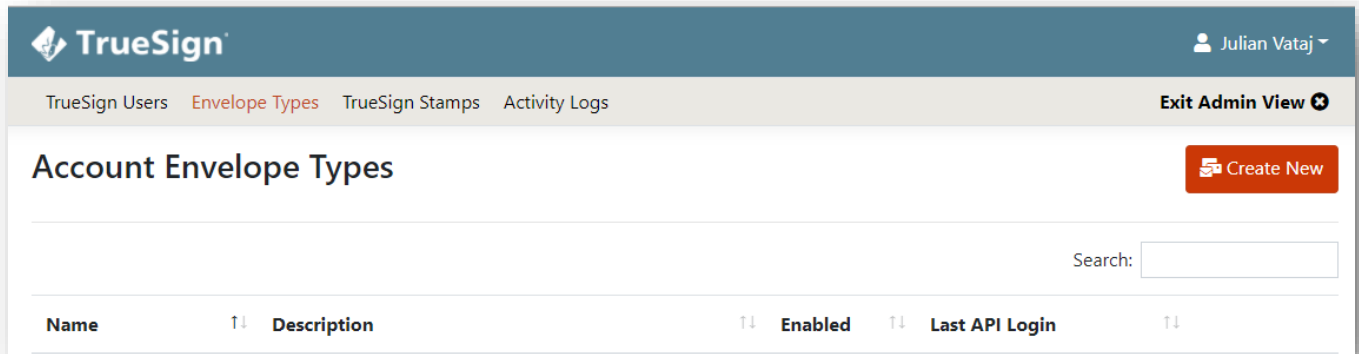 TrueSign Julian Vataj
TrueSign Users Envelope Types TrueSign Stamps Activity Logs Exit Admin View
Account Envelope Types Create New
Search:
Name Description Enabled Last API Login